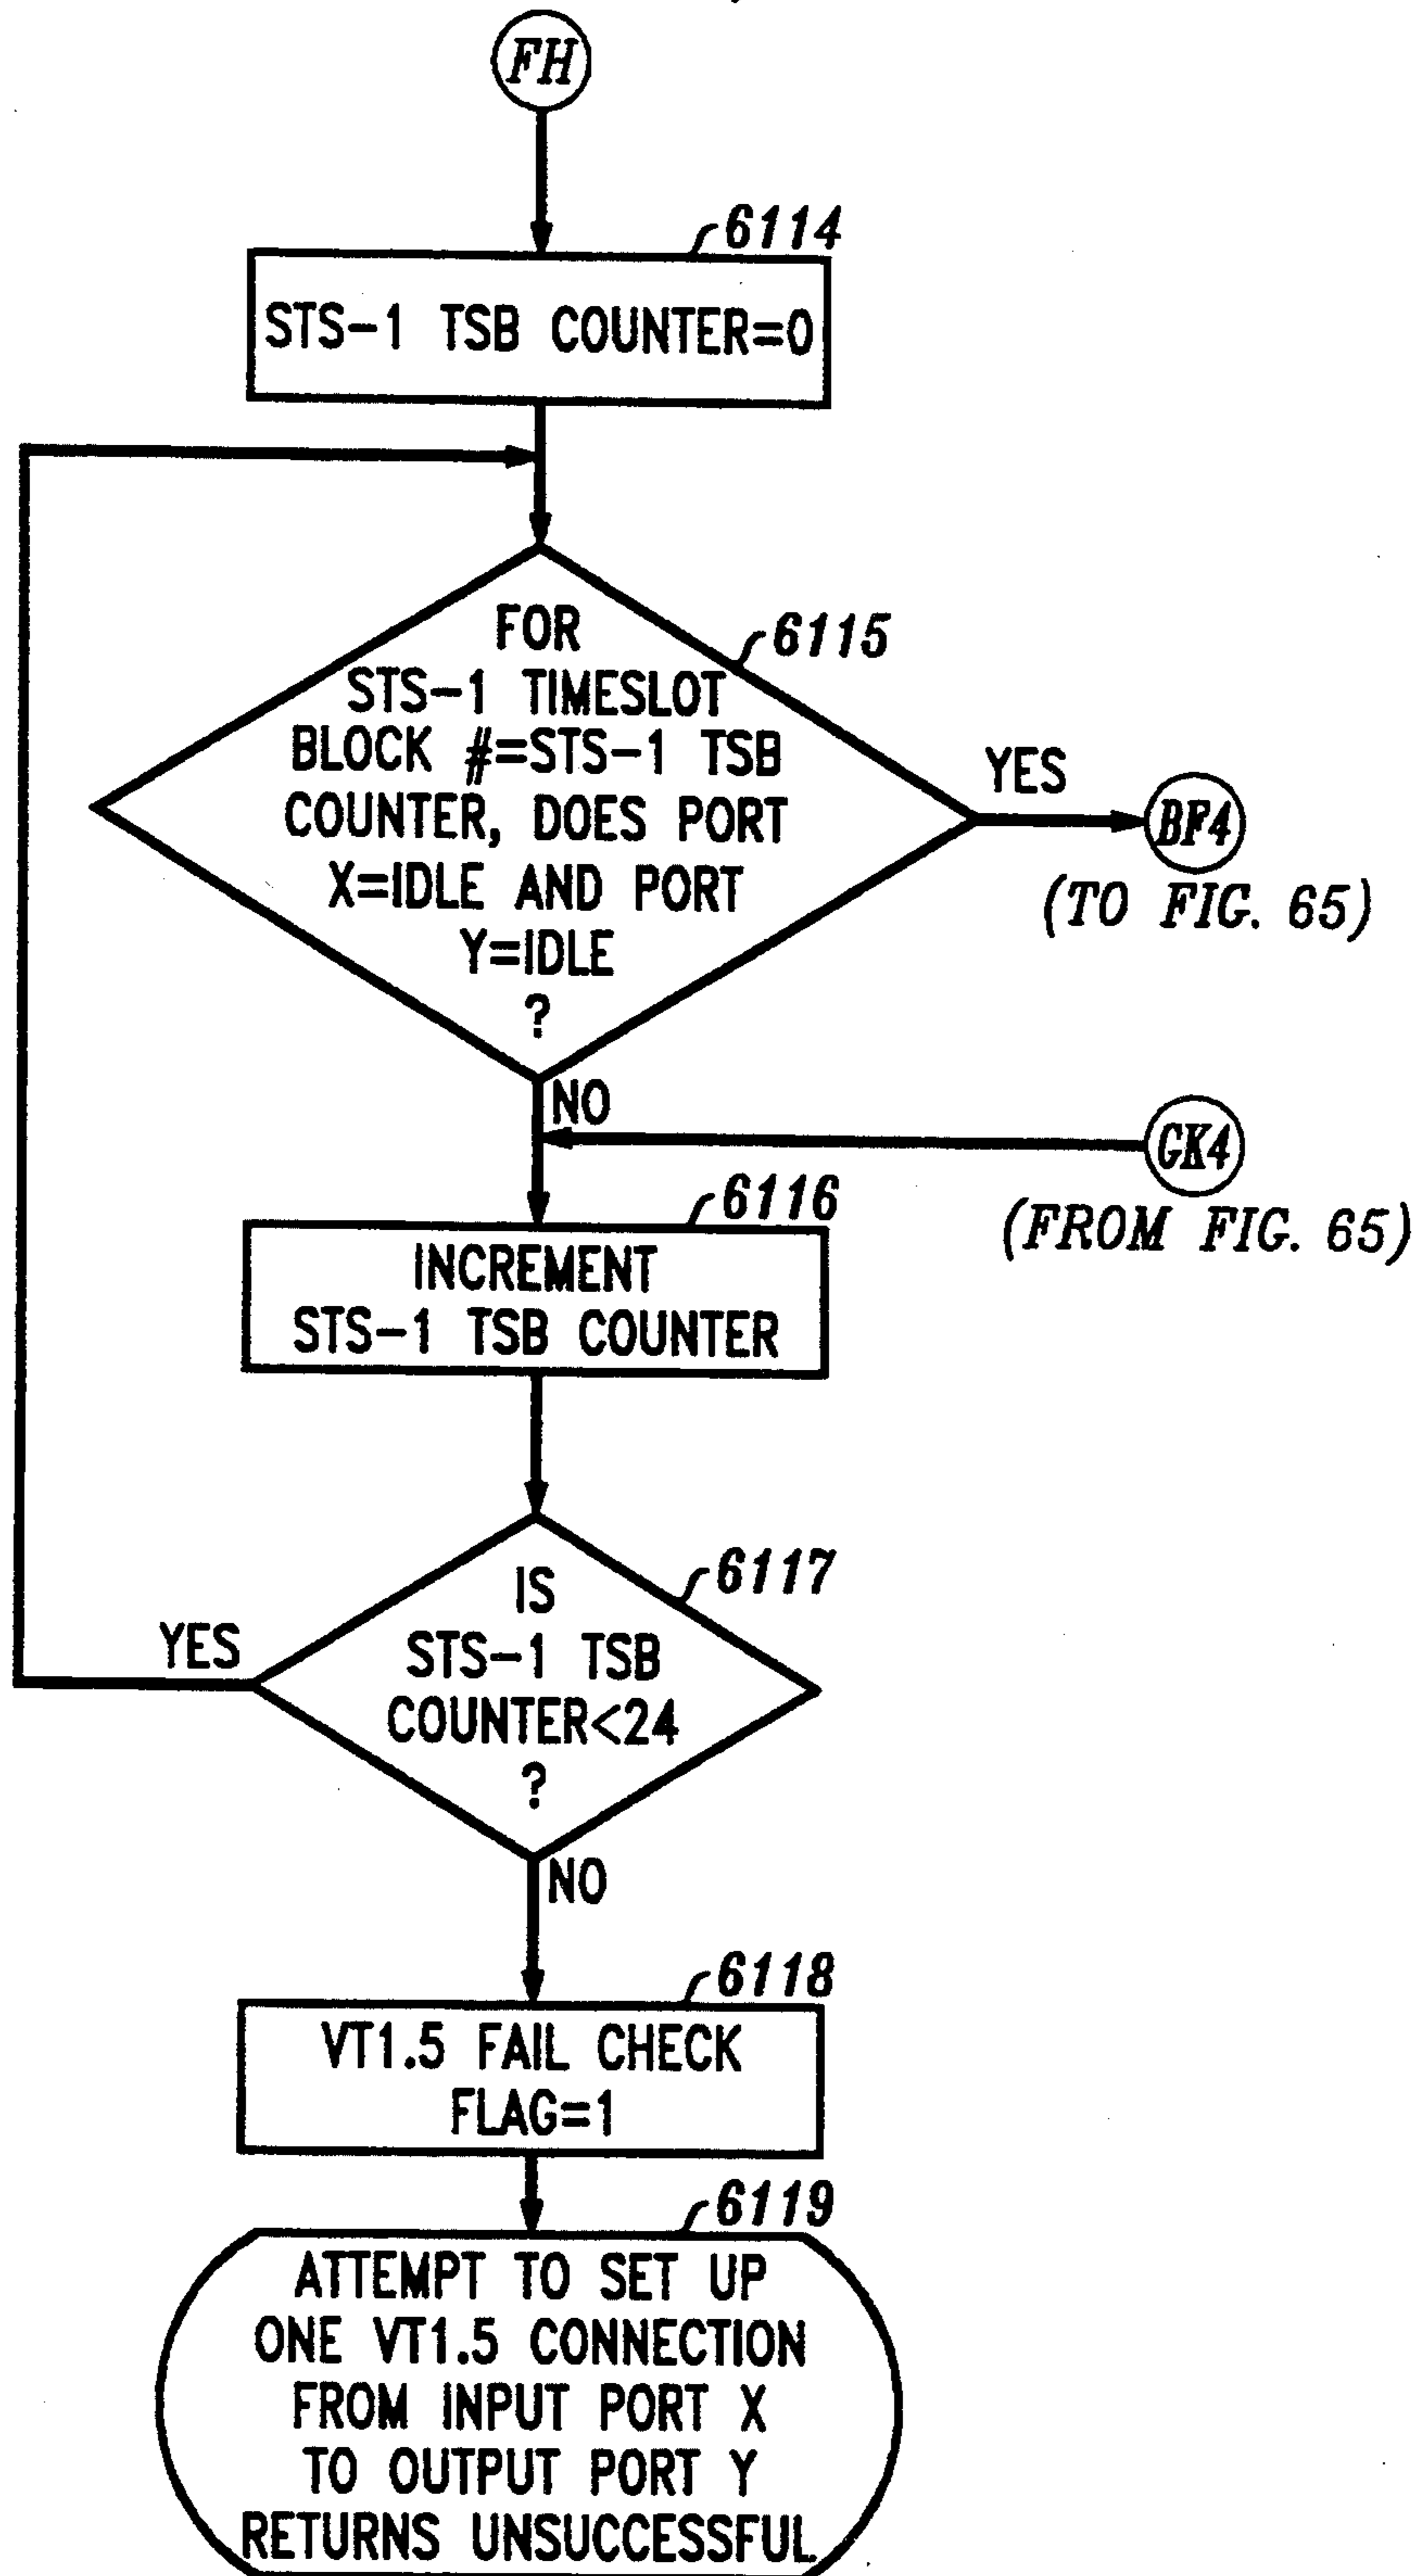 FH
6114
STS-1 TSB COUNTER=0
FOR
6115
STS-1 TIMESLOT
BLOCK #=STS-1 TSB
COUNTER, DOES PORT
X=IDLE AND PORT
Y=IDLE
?
YES
BF4
(TO FIG. 65)
NO
GK4
(FROM FIG. 65)
6116
INCREMENT
STS-1 TSB COUNTER
6117
IS
STS-1 TSB
COUNTER<24
?
YES
NO
6118
VT1.5 FAIL CHECK
FLAG=1
6119
ATTEMPT TO SET UP
ONE VT1.5 CONNECTION
FROM INPUT PORT X
TO OUTPUT PORT Y
RETURNS UNSUCCESSFUL